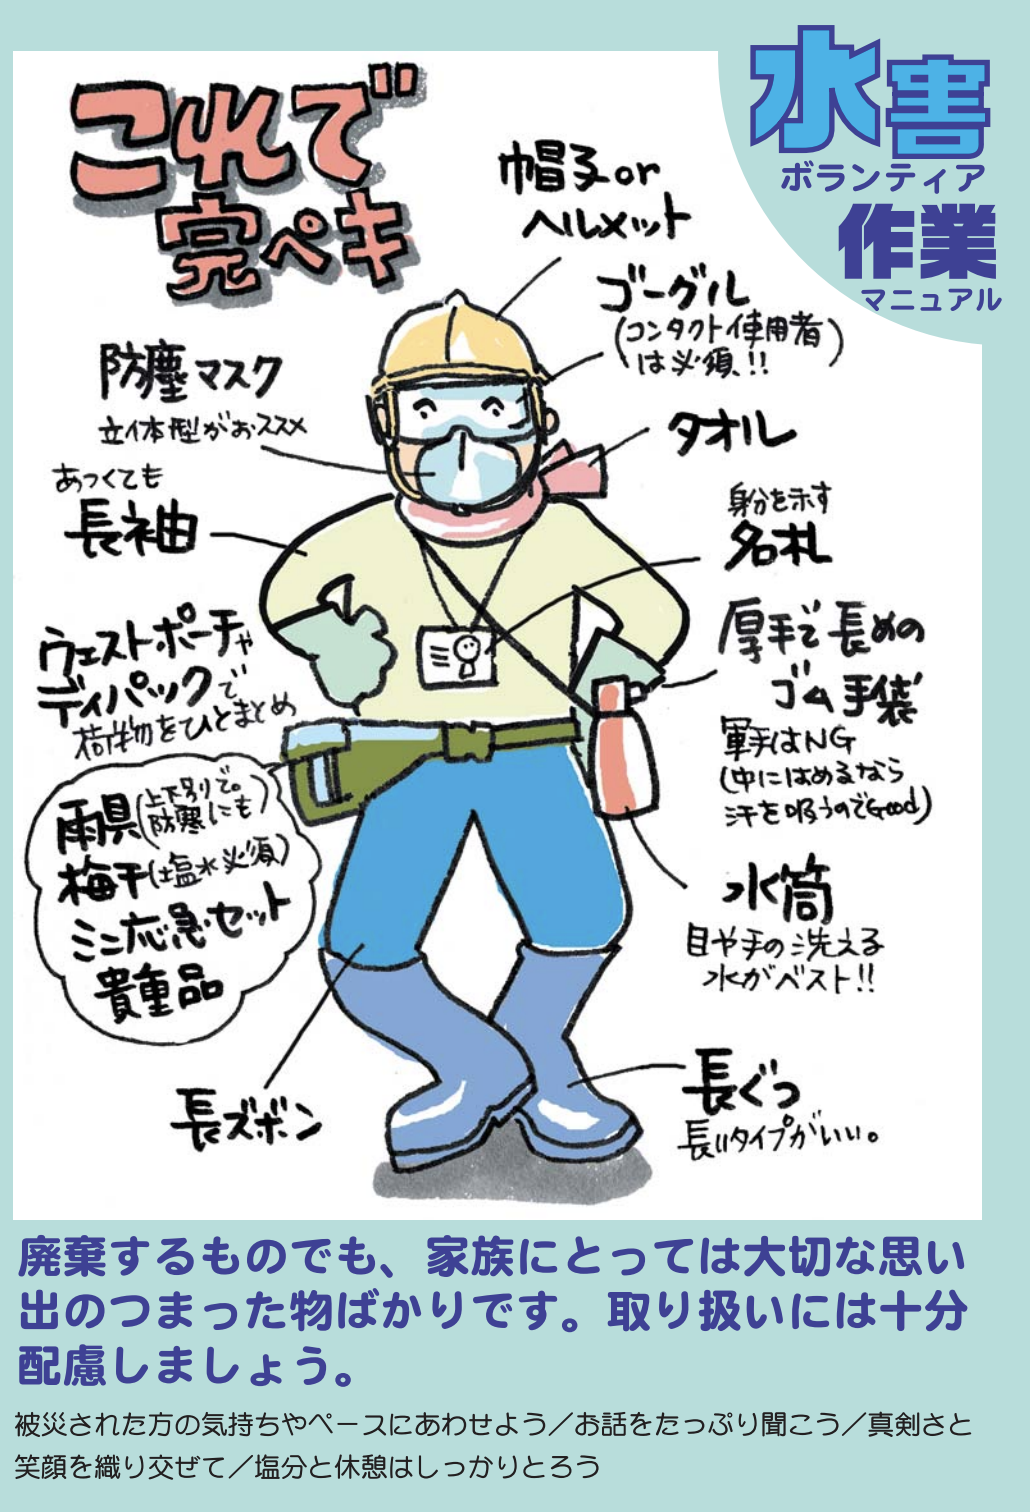 水害
ボランティア
作業
マニュアル
これで
完ペキ
帽子or
ヘルメット
ゴーグル
(コンタクト使用者)
は必須!!
防塵マスク
立体型がおススメ
タオル
あつくても
長袖
身分を示す
名札
ウェストポーチや
ディパックで
荷物をひとまとめ
厚手で長めの
ゴム手袋
軍手はNG
(中にはめるなら
汗を吸うのでGood)
雨具(上下別で。
防寒にも)
梅干(塩水必須)
ミニ応急セット
貴重品
水筒
目や手の洗える
水がベスト!!
長ズボン
長ぐつ
長いタイプがいい。
廃棄するものでも、家族にとっては大切な思い
出のつまった物ばかりです。取り扱いには十分
配慮しましょう。
被災された方の気持ちやペースにあわせよう／お話をたっぷり聞こう／真剣さと
笑顔を織り交ぜて／塩分と休憩はしっかりとろう